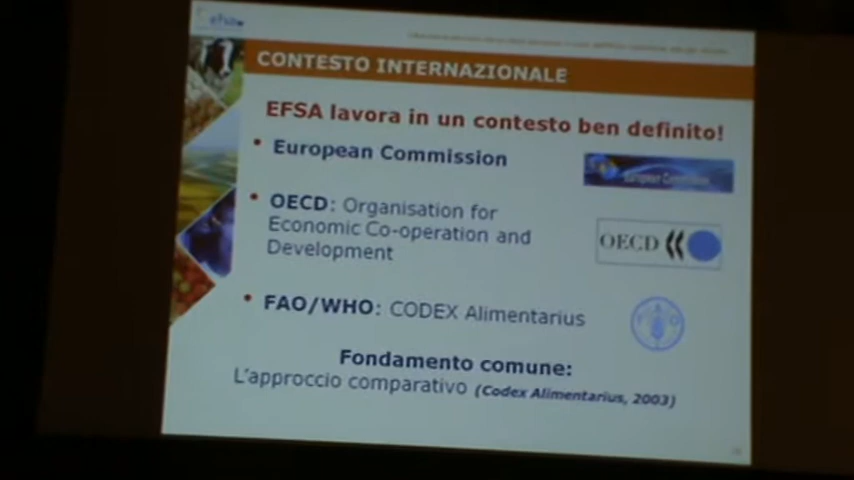 efsa
CONTESTO INTERNAZIONALE
EFSA lavora in un contesto ben definito!
• European Commission
European Commission
• OECD: Organisation for
Economic Co-operation and
Development
OECD
• FAO/WHO: CODEX Alimentarius
Fondamento comune:
L'approccio comparativo (Codex Alimentarius, 2003)